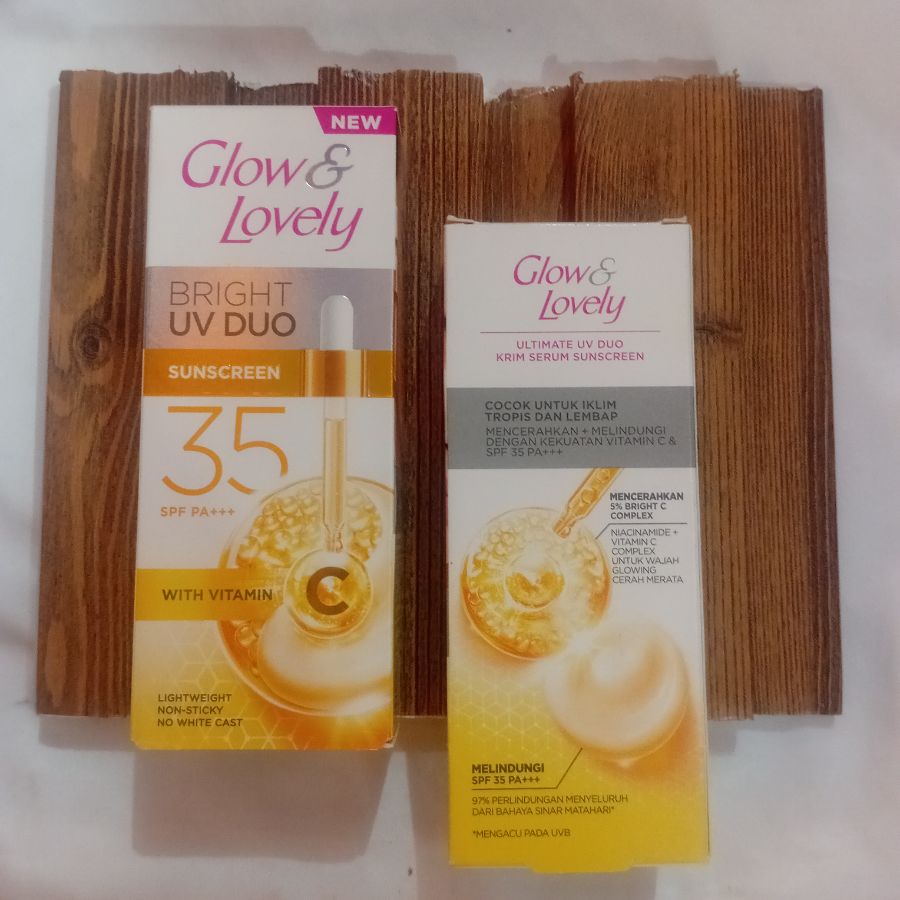 NEW
Glow &
Lovely
BRIGHT
UV DUO
SUNSCREEN
35
SPF PA+++
WITH VITAMIN C
LIGHTWEIGHT
NON-STICKY
NO WHITE CAST
Glow &
Lovely
ULTIMATE UV DUO
KRIM SERUM SUNSCREEN
COCOK UNTUK IKLIM
TROPIS DAN LEMBAP
MENCERAHKAN + MELINDUNGI
DENGAN KEKUATAN VITAMIN C &
SPF 35 PA+++
MENCERAHKAN
5% BRIGHT C
COMPLEX
NIACINAMIDE +
VITAMIN C
COMPLEX
UNTUK WAJAH
GLOWING
CERAH MERATA
MELINDUNGI
SPF 35 PA+++
97% PERLINDUNGAN MENYELURUH
DARI BAHAYA SINAR MATAHARI*
*MENGACU PADA UVB